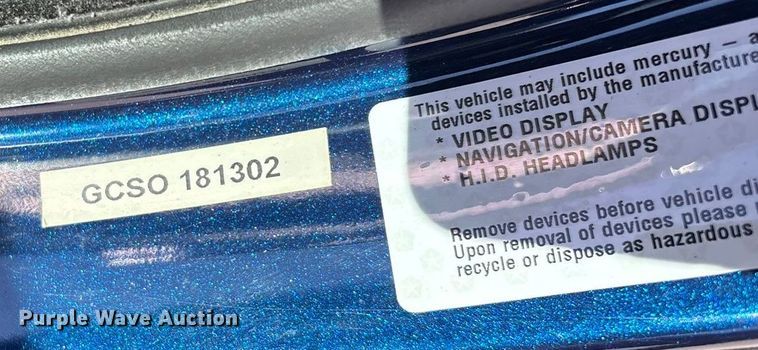 GCSO 181302
This vehicle may include mercury – a
devices installed by the manufacture
* VIDEO DISPLAY
* NAVIGATION/CAMERA DISPL
* H.I.D. HEADLAMPS
Remove devices before vehicle di
Upon removal of devices please
recycle or dispose as hazardous
Purple Wave Auction